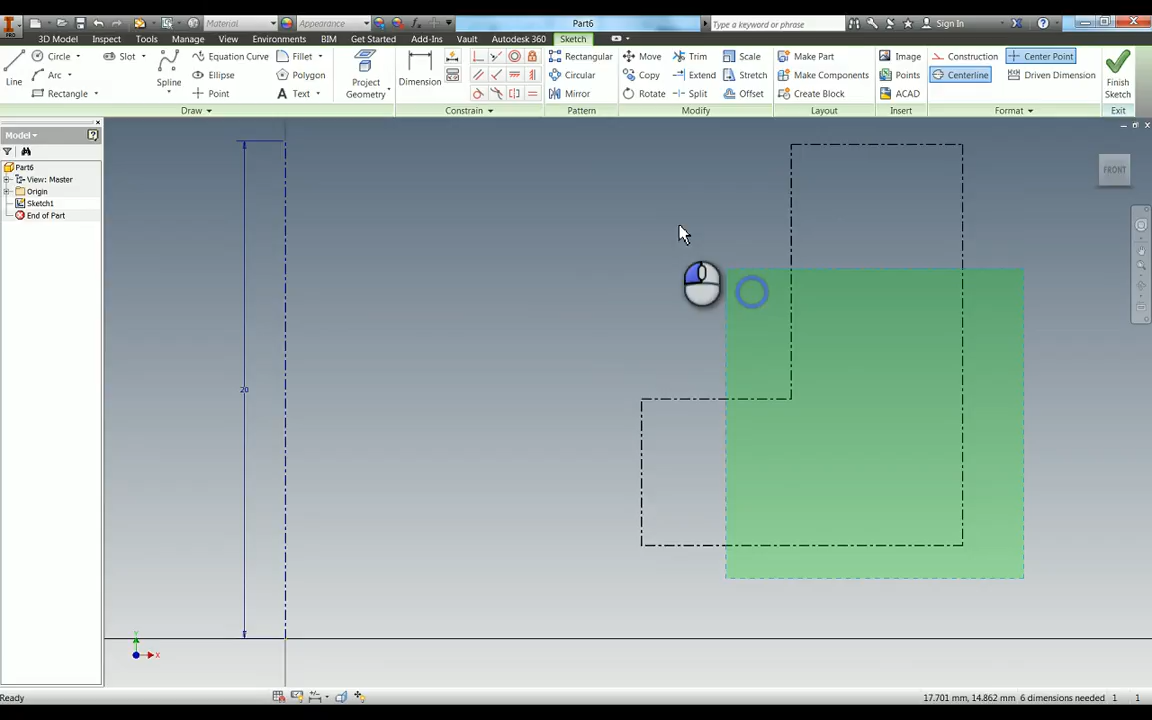 PRO
Material
Appearance
Part6
Type a keyword or phrase
Sign In
3D Model Inspect Tools Manage View Environments BIM Get Started Add-Ins Vault Autodesk 360 Sketch
Line
Circle
Arc
Rectangle
Slot
Spline
Equation Curve
Ellipse
Point
Fillet
Polygon
Text
Project
Geometry
Dimension
Rectangular
Circular
Mirror
Move
Copy
Rotate
Trim
Extend
Split
Scale
Stretch
Offset
Make Part
Make Components
Create Block
Image
Points
ACAD
Construction
Centerline
Center Point
Driven Dimension
Finish
Sketch
Draw Constrain Pattern Modify Layout Insert Format Exit
Model
Part6
View: Master
Origin
Sketch1
End of Part
FRONT
20
Y
X
Ready
17.701 mm, 14.862 mm 6 dimensions needed 1 1